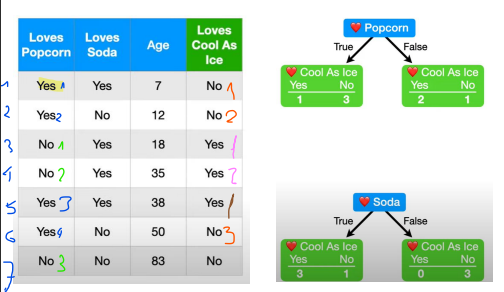 Loves Popcorn Loves Soda Age Loves Cool As Ice
1 Yes 1 Yes 7 No 1
2 Yes 2 No 12 No 2
3 No 1 Yes 18 Yes 1
4 No 2 Yes 35 Yes 2
5 Yes 3 Yes 38 Yes 1
6 Yes 4 No 50 No 3
7 No 3 No 83 No
Popcorn
True False
Cool As Ice Cool As Ice
Yes No Yes No
1 3 2 1
Soda
True False
Cool As Ice Cool As Ice
Yes No Yes No
3 1 0 3